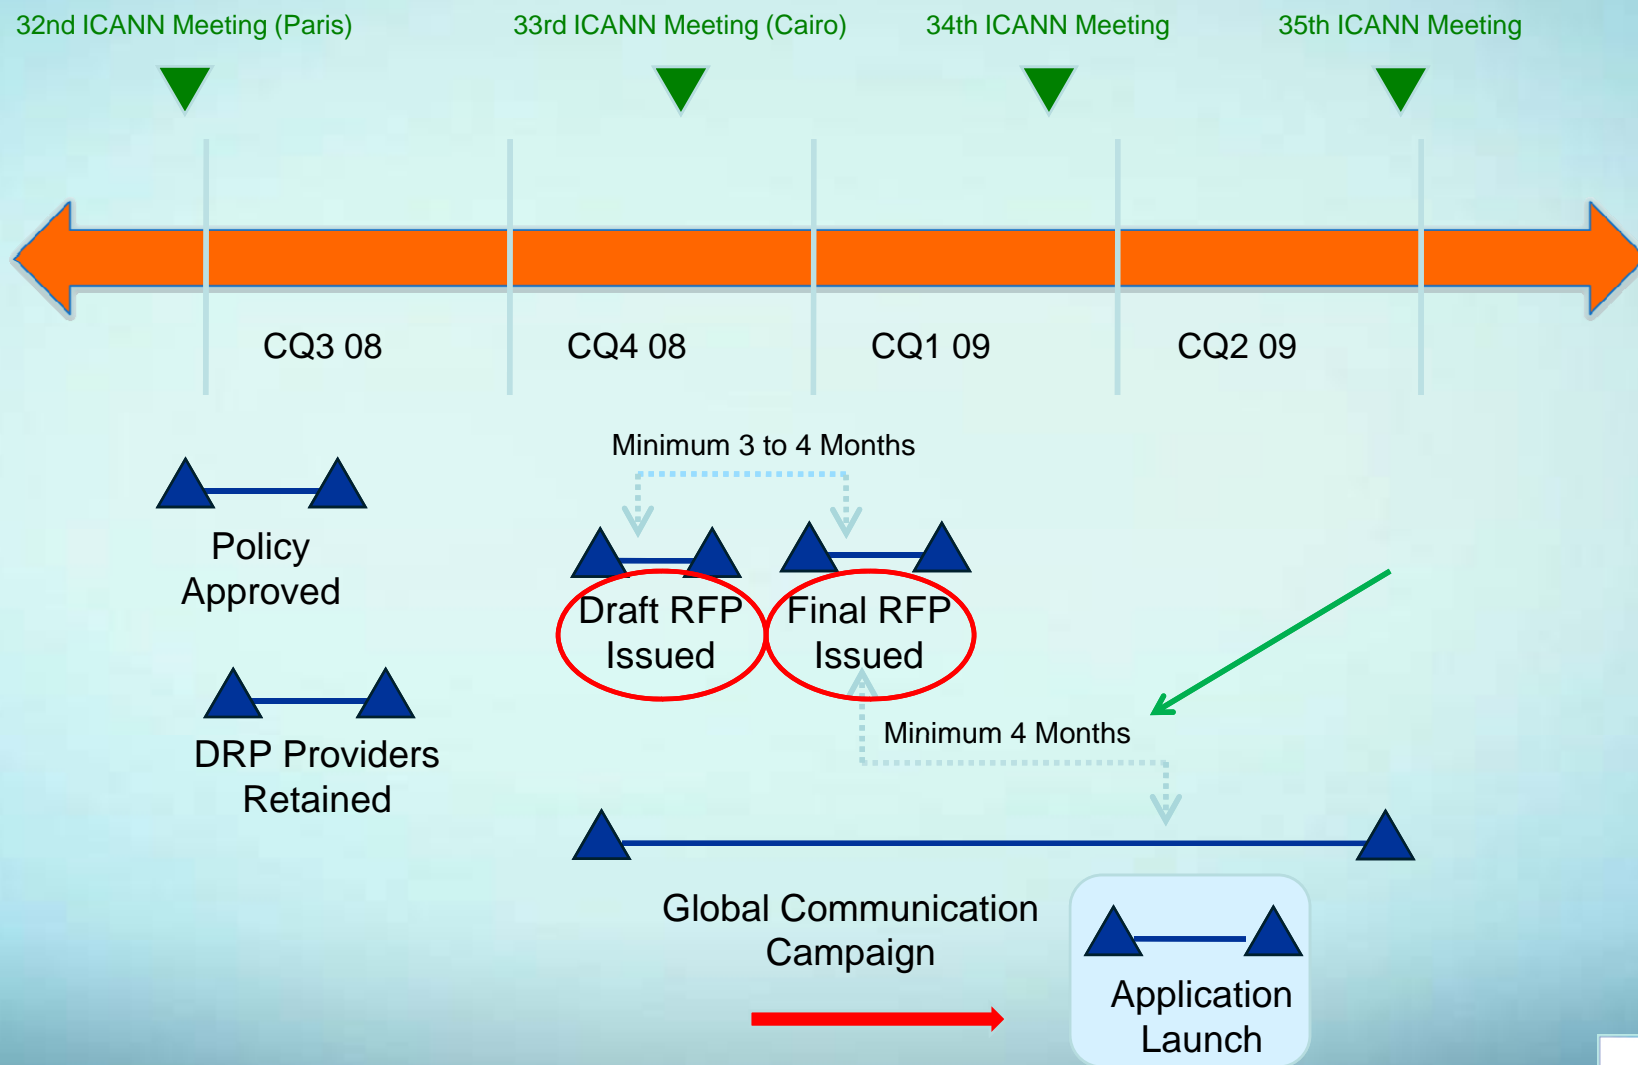 32nd ICANN Meeting (Paris)
33rd ICANN Meeting (Cairo)
34th ICANN Meeting
35th ICANN Meeting
CQ3 08
CQ4 08
CQ1 09
CQ2 09
Minimum 3 to 4 Months
Policy
Approved
Draft RFP
Issued
Final RFP
Issued
DRP Providers
Retained
Minimum 4 Months
Global Communication
Campaign
Application
Launch